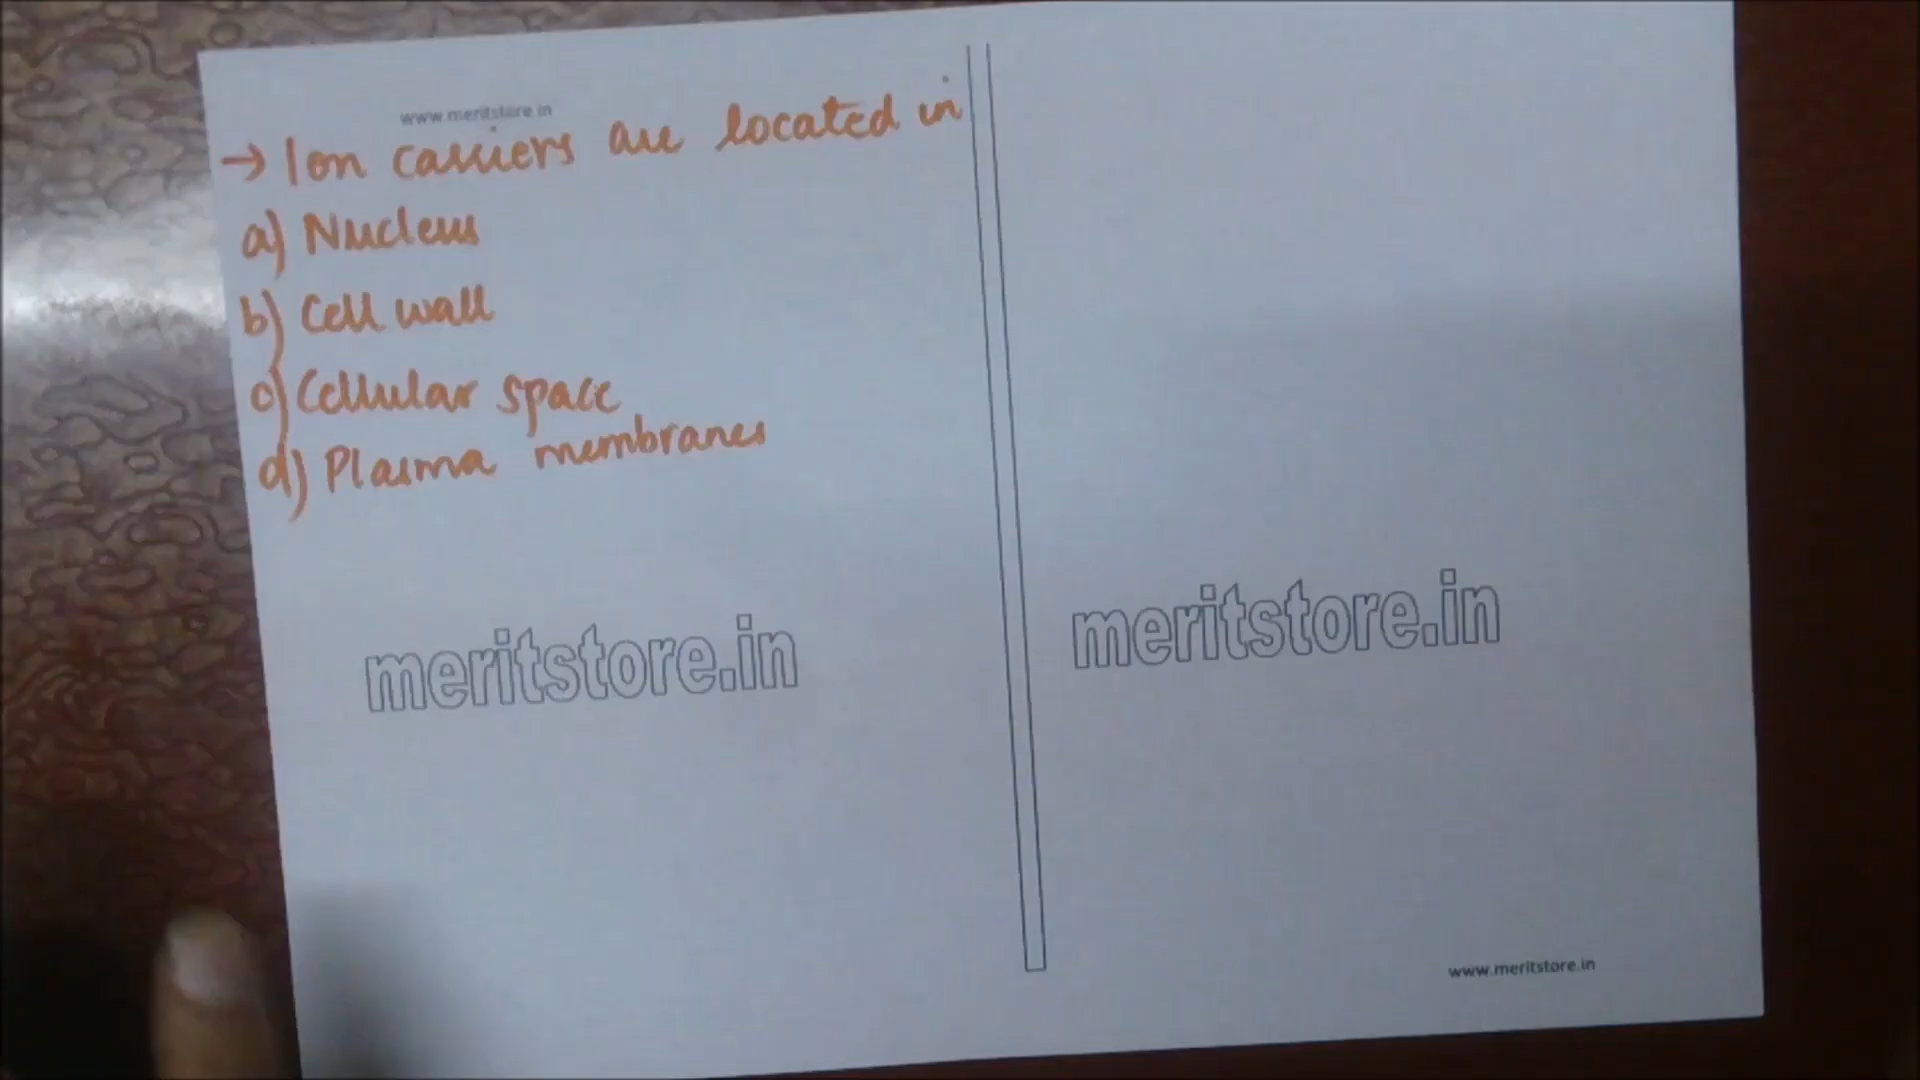 www.meritstore.in
→ Ion carriers are located in
a) Nucleus
b) Cell wall
c) Cellular space
d) Plasma membranes
meritstore.in
meritstore.in
www.meritstore.in